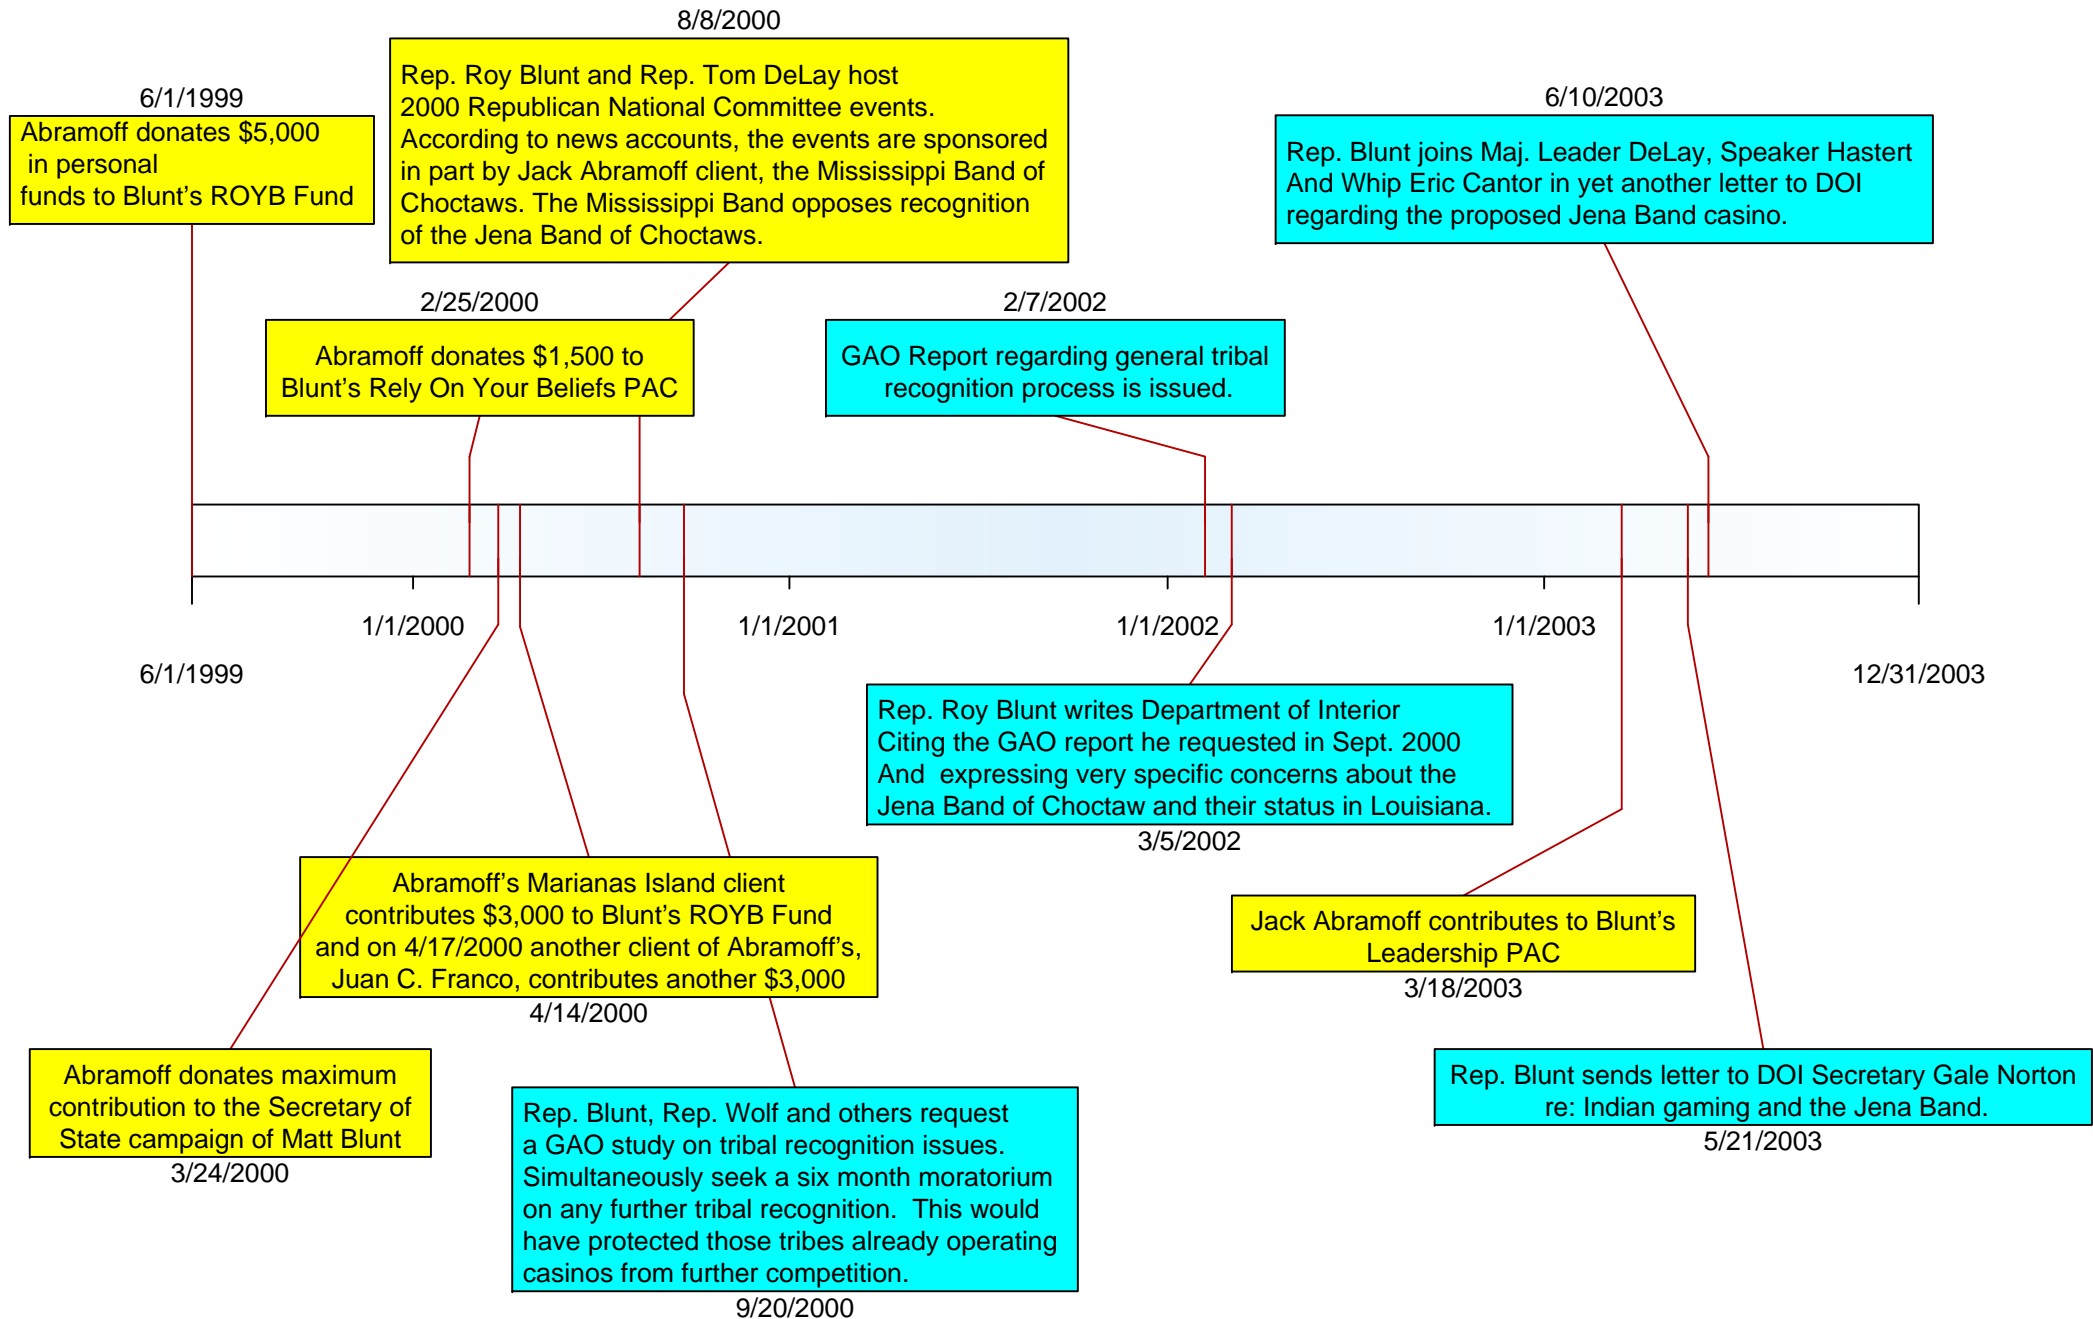 8/8/2000
Rep. Roy Blunt and Rep. Tom DeLay host
2000 Republican National Committee events.
According to news accounts, the events are sponsored
in part by Jack Abramoff client, the Mississippi Band of
Choctaws. The Mississippi Band opposes recognition
of the Jena Band of Choctaws.
6/1/1999
Abramoff donates $5,000
in personal
funds to Blunt's ROYB Fund
6/10/2003
Rep. Blunt joins Maj. Leader DeLay, Speaker Hastert
And Whip Eric Cantor in yet another letter to DOI
regarding the proposed Jena Band casino.
2/25/2000
Abramoff donates $1,500 to
Blunt's Rely On Your Beliefs PAC
2/7/2002
GAO Report regarding general tribal
recognition process is issued.
1/1/2000
1/1/2001
1/1/2002
1/1/2003
6/1/1999
12/31/2003
Rep. Roy Blunt writes Department of Interior
Citing the GAO report he requested in Sept. 2000
And  expressing very specific concerns about the
Jena Band of Choctaw and their status in Louisiana.
3/5/2002
Abramoff's Marianas Island client
contributes $3,000 to Blunt's ROYB Fund
and on 4/17/2000 another client of Abramoff's,
Juan C. Franco, contributes another $3,000
4/14/2000
Jack Abramoff contributes to Blunt's
Leadership PAC
3/18/2003
Abramoff donates maximum
contribution to the Secretary of
State campaign of Matt Blunt
3/24/2000
Rep. Blunt, Rep. Wolf and others request
a GAO study on tribal recognition issues.
Simultaneously seek a six month moratorium
on any further tribal recognition.  This would
have protected those tribes already operating
casinos from further competition.
9/20/2000
Rep. Blunt sends letter to DOI Secretary Gale Norton
re: Indian gaming and the Jena Band.
5/21/2003